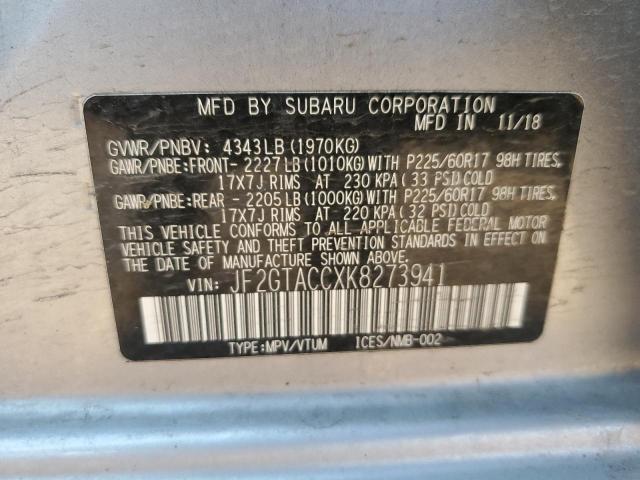 MFD BY SUBARU CORPORATION
MFD IN 11/18
GVWR/PNBV: 4343LB (1970KG)
GAWR/PNBE:FRONT- 2227LB(1010KG)WITH P225/60R17 98H TIRES,
17X7J RIMS AT 230 KPA (33 PSI)COLD
GAWR/PNBE:REAR - 2205LB(1000KG)WITH P225/60R17 98H TIRES,
17X7J RIMS AT 220 KPA (32 PSI)COLD
THIS VEHICLE CONFORMS TO ALL APPLICABLE FEDERAL MOTOR
VEHICLE SAFETY AND THEFT PREVENTION STANDARDS IN EFFECT ON
THE DATE OF MANUFACTURE SHOWN ABOVE.
VIN: JF2GTACCXK8273941
TYPE:MPV/VTUM ICES/NMB-002